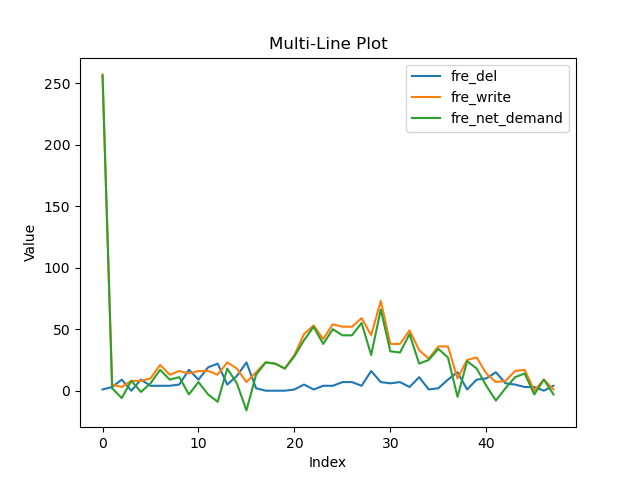 Multi-Line Plot
fre_del
fre_write
fre_net_demand
250
200
150
100
50
0
Value
0 10 20 30 40
Index